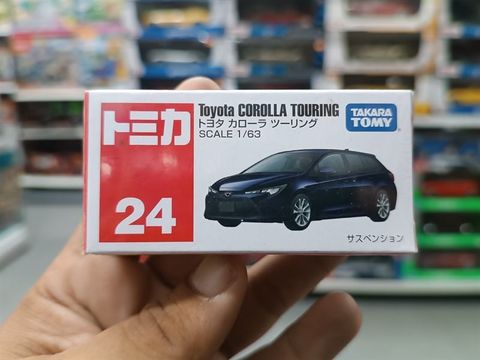 トミカ
24
Toyota COROLLA TOURING
トヨタ カローラ ツーリング
SCALE 1/63
TAKARA
TOMY
サスペンション